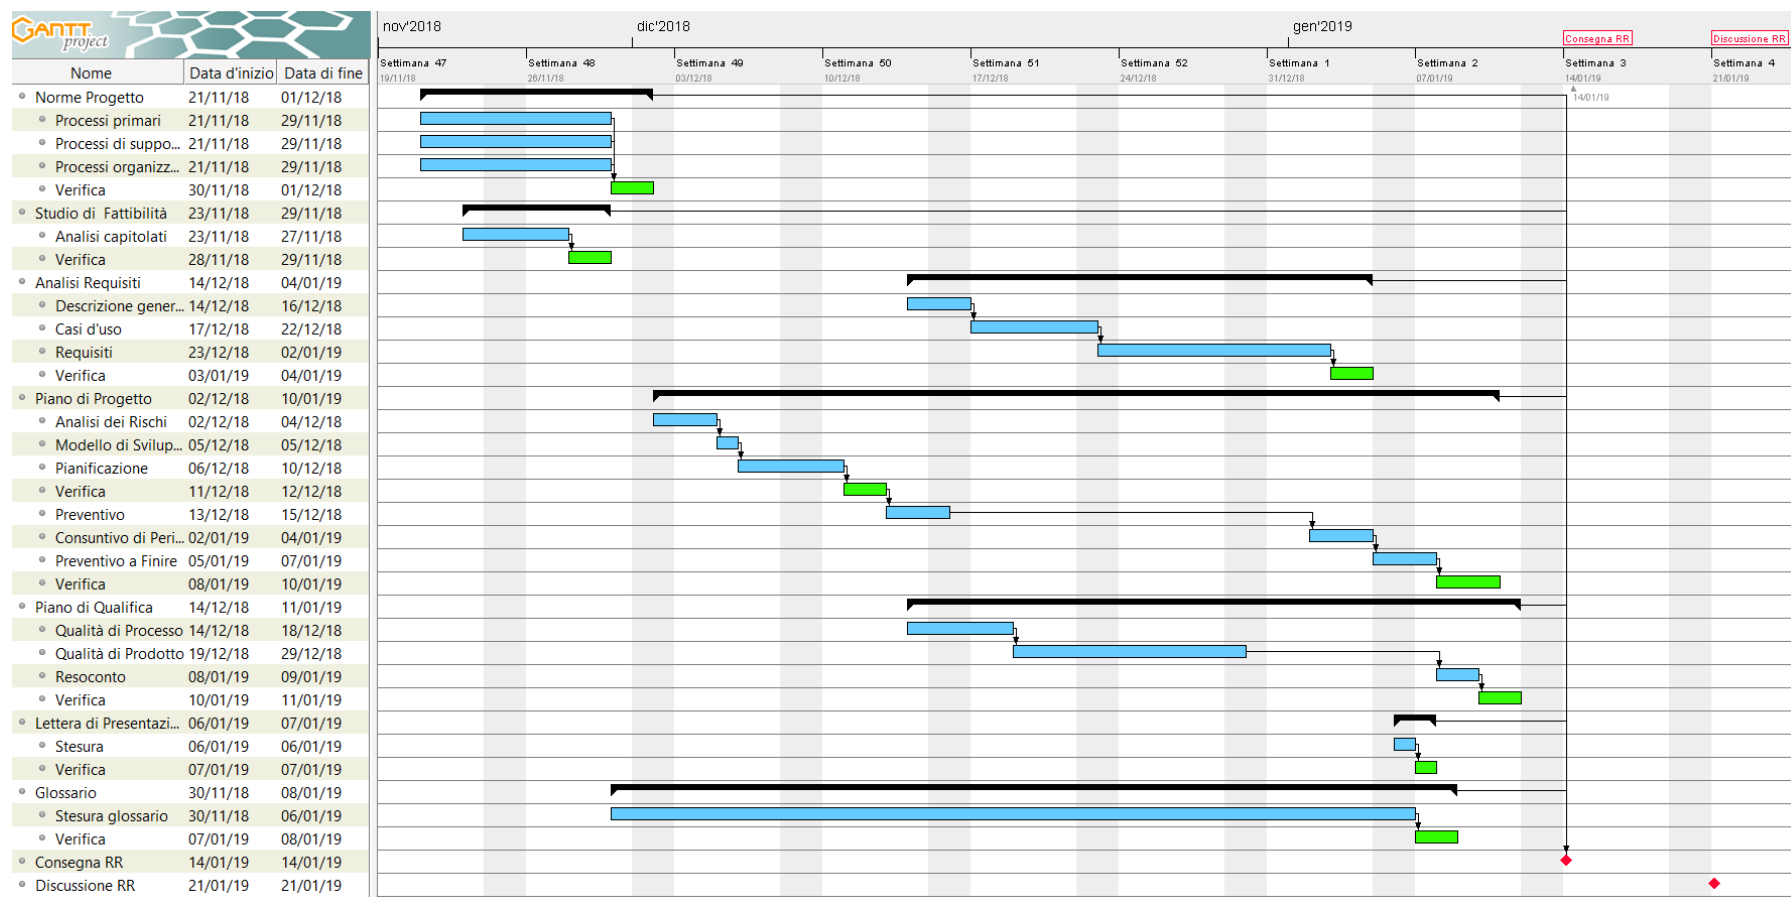 GANTT
project
nov'2018 dic'2018 gen'2019
Consegna RR Discussione RR
Nome Data d'inizio Data di fine
Settimana 47 Settimana 48 Settimana 49 Settimana 50 Settimana 51 Settimana 52 Settimana 1 Settimana 2 Settimana 3 Settimana 4
19/11/18 26/11/18 03/12/18 10/12/18 17/12/18 24/12/18 31/12/18 07/01/19 14/01/19 21/01/19
14/01/19
Norme Progetto 21/11/18 01/12/18
Processi primari 21/11/18 29/11/18
Processi di suppo... 21/11/18 29/11/18
Processi organizz... 21/11/18 29/11/18
Verifica 30/11/18 01/12/18
Studio di Fattibilità 23/11/18 29/11/18
Analisi capitolati 23/11/18 27/11/18
Verifica 28/11/18 29/11/18
Analisi Requisiti 14/12/18 04/01/19
Descrizione gener... 14/12/18 16/12/18
Casi d'uso 17/12/18 22/12/18
Requisiti 23/12/18 02/01/19
Verifica 03/01/19 04/01/19
Piano di Progetto 02/12/18 10/01/19
Analisi dei Rischi 02/12/18 04/12/18
Modello di Svilup... 05/12/18 05/12/18
Pianificazione 06/12/18 10/12/18
Verifica 11/12/18 12/12/18
Preventivo 13/12/18 15/12/18
Consuntivo di Peri... 02/01/19 04/01/19
Preventivo a Finire 05/01/19 07/01/19
Verifica 08/01/19 10/01/19
Piano di Qualifica 14/12/18 11/01/19
Qualità di Processo 14/12/18 18/12/18
Qualità di Prodotto 19/12/18 29/12/18
Resoconto 08/01/19 09/01/19
Verifica 10/01/19 11/01/19
Lettera di Presentazi... 06/01/19 07/01/19
Stesura 06/01/19 06/01/19
Verifica 07/01/19 07/01/19
Glossario 30/11/18 08/01/19
Stesura glossario 30/11/18 06/01/19
Verifica 07/01/19 08/01/19
Consegna RR 14/01/19 14/01/19
Discussione RR 21/01/19 21/01/19